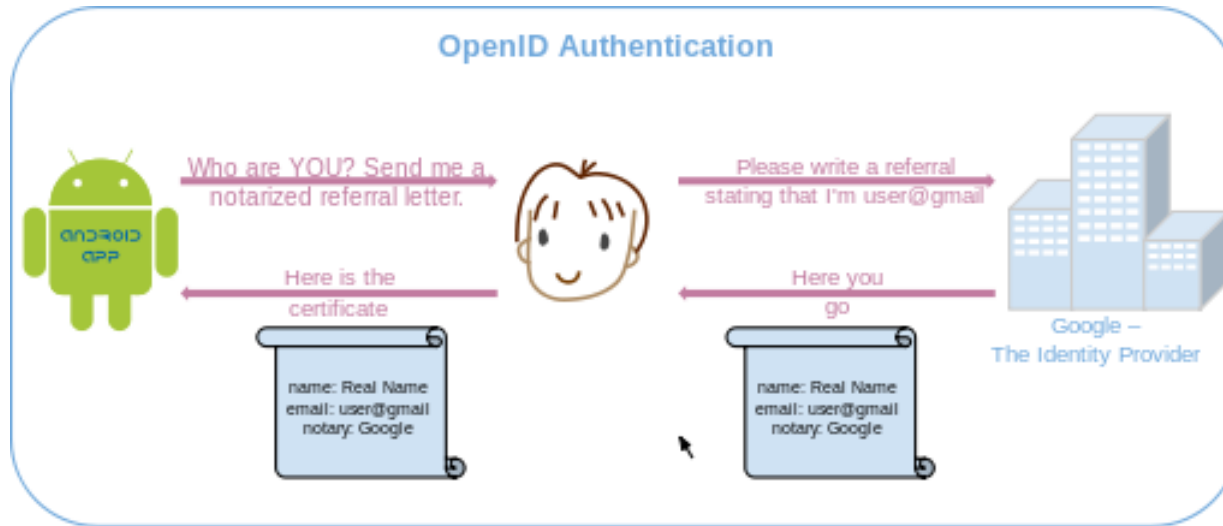 OpenID Authentication
Who are YOU? Send me a
notarized referral letter.
Please write a referral
stating that I'm user@gmail
ANDROID
APP
Here is the
certificate
Here you
go
Google –
The Identity Provider
name: Real Name
email: user@gmail
notary: Google
name: Real Name
email: user@gmail
notary: Google